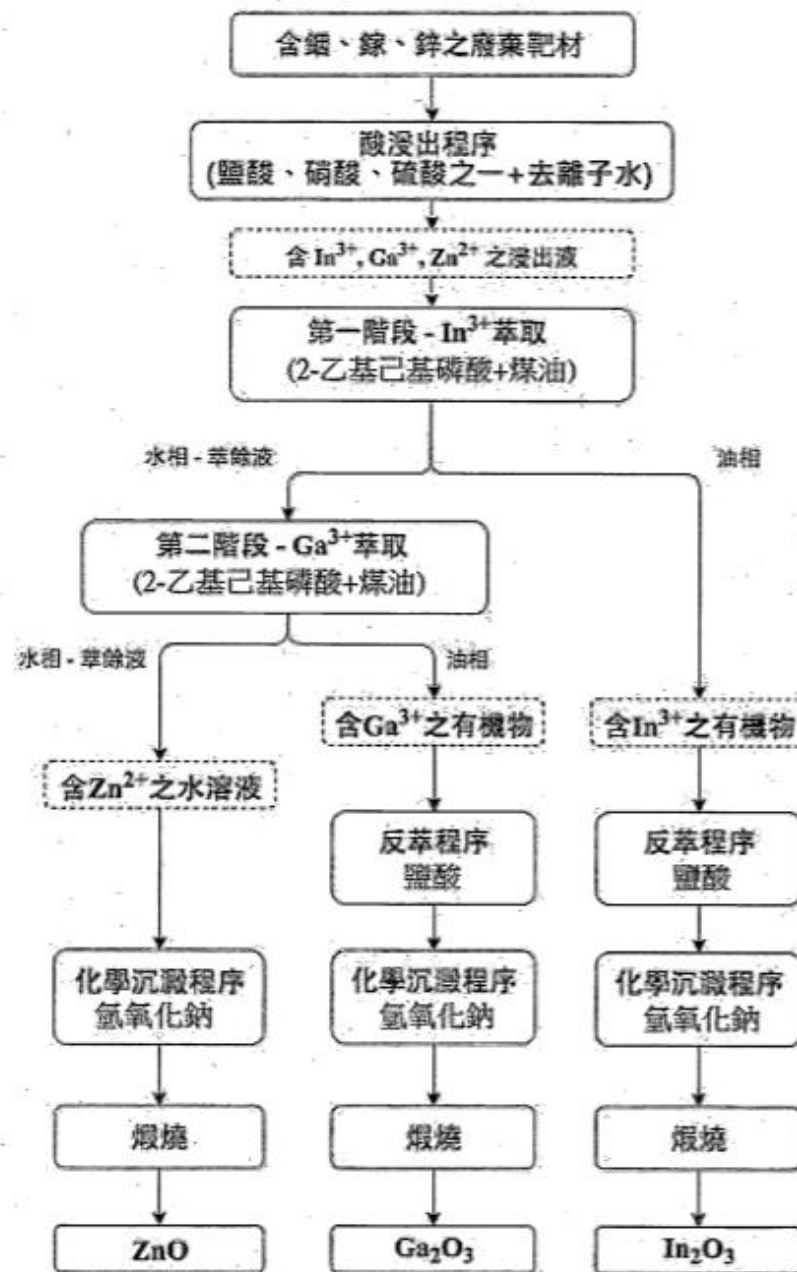 含銦、鎵、鋅之廢棄靶材
酸浸出程序
(鹽酸、硝酸、硫酸之一+去離子水)
含 In³⁺, Ga³⁺, Zn²⁺ 之浸出液
第一階段 - In³⁺萃取
(2-乙基己基磷酸+煤油)
水相 - 萃餘液
油相
第二階段 - Ga³⁺萃取
(2-乙基己基磷酸+煤油)
水相 - 萃餘液
油相
含Zn²⁺之水溶液
含Ga³⁺之有機物
含In³⁺之有機物
反萃程序
鹽酸
反萃程序
鹽酸
化學沉澱程序
氫氧化鈉
化學沉澱程序
氫氧化鈉
化學沉澱程序
氫氧化鈉
煅燒
煅燒
煅燒
ZnO
Ga₂O₃
In₂O₃